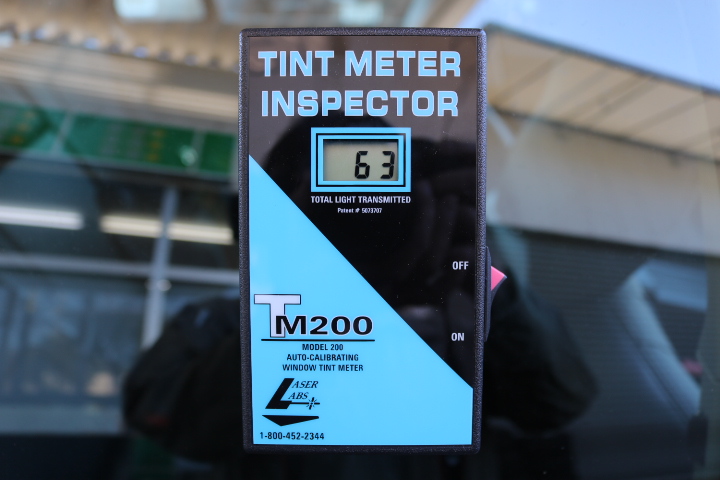 TINT METER
INSPECTOR
63
TOTAL LIGHT TRANSMITTED
Patent # 5073707
OFF
ON
TM200
MODEL 200
AUTO-CALIBRATING
WINDOW TINT METER
LASER
LABS
1-800-452-2344